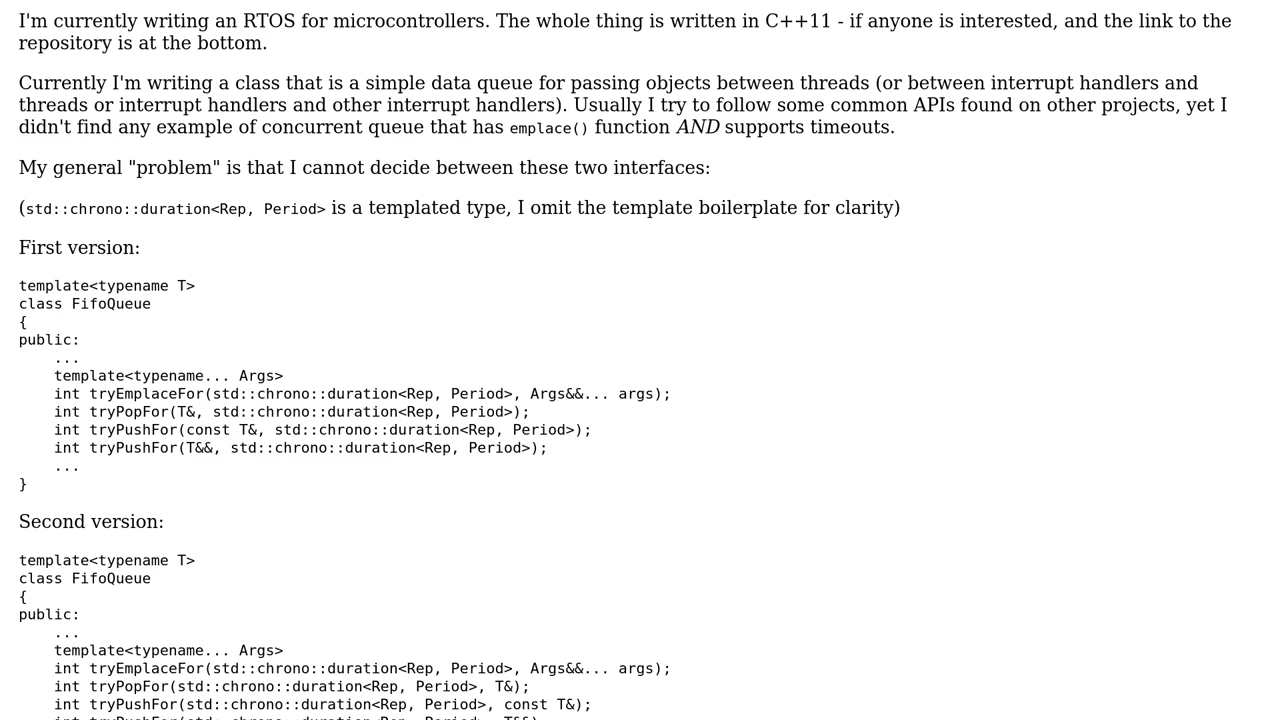 I'm currently writing an RTOS for microcontrollers. The whole thing is written in C++11 - if anyone is interested, and the link to the
repository is at the bottom.
Currently I'm writing a class that is a simple data queue for passing objects between threads (or between interrupt handlers and
threads or interrupt handlers and other interrupt handlers). Usually I try to follow some common APIs found on other projects, yet I
didn't find any example of concurrent queue that has emplace() function AND supports timeouts.
My general "problem" is that I cannot decide between these two interfaces:
(std::chrono::duration<Rep, Period> is a templated type, I omit the template boilerplate for clarity)
First version:
template<typename T>
class FifoQueue
{
public:
    ...
    template<typename... Args>
    int tryEmplaceFor(std::chrono::duration<Rep, Period>, Args&&... args);
    int tryPopFor(T&, std::chrono::duration<Rep, Period>);
    int tryPushFor(const T&, std::chrono::duration<Rep, Period>);
    int tryPushFor(T&&, std::chrono::duration<Rep, Period>);
    ...
}
Second version:
template<typename T>
class FifoQueue
{
public:
    ...
    template<typename... Args>
    int tryEmplaceFor(std::chrono::duration<Rep, Period>, Args&&... args);
    int tryPopFor(std::chrono::duration<Rep, Period>, T&);
    int tryPushFor(std::chrono::duration<Rep, Period>, const T&);